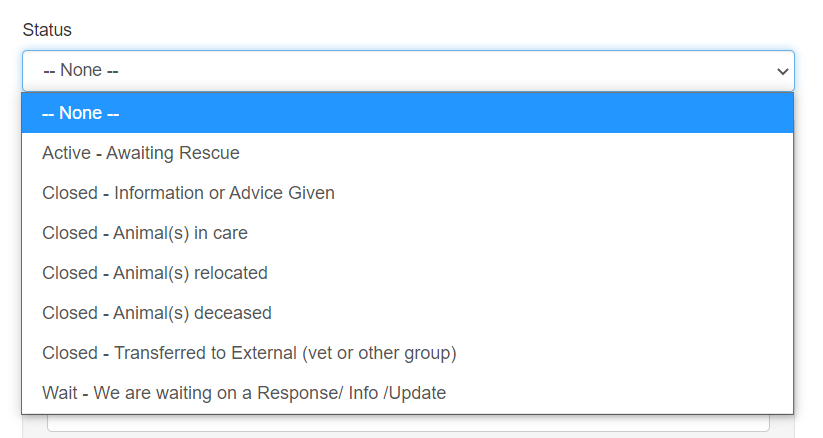 Status
-- None --
-- None --
Active - Awaiting Rescue
Closed - Information or Advice Given
Closed - Animal(s) in care
Closed - Animal(s) relocated
Closed - Animal(s) deceased
Closed - Transferred to External (vet or other group)
Wait - We are waiting on a Response/ Info /Update